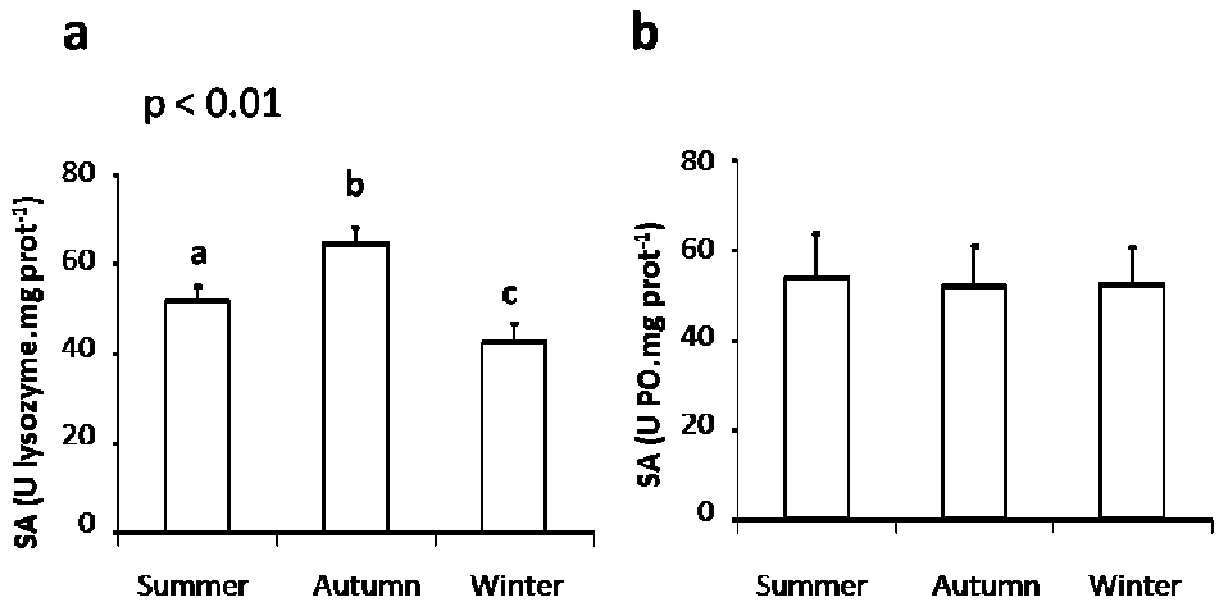 a
p < 0.01
SA (U lysozyme.mg prot⁻¹)
80
60
40
20
0
a
b
c
Summer Autumn Winter
b
SA (U PO.mg prot⁻¹)
80
60
40
20
0
Summer Autumn Winter